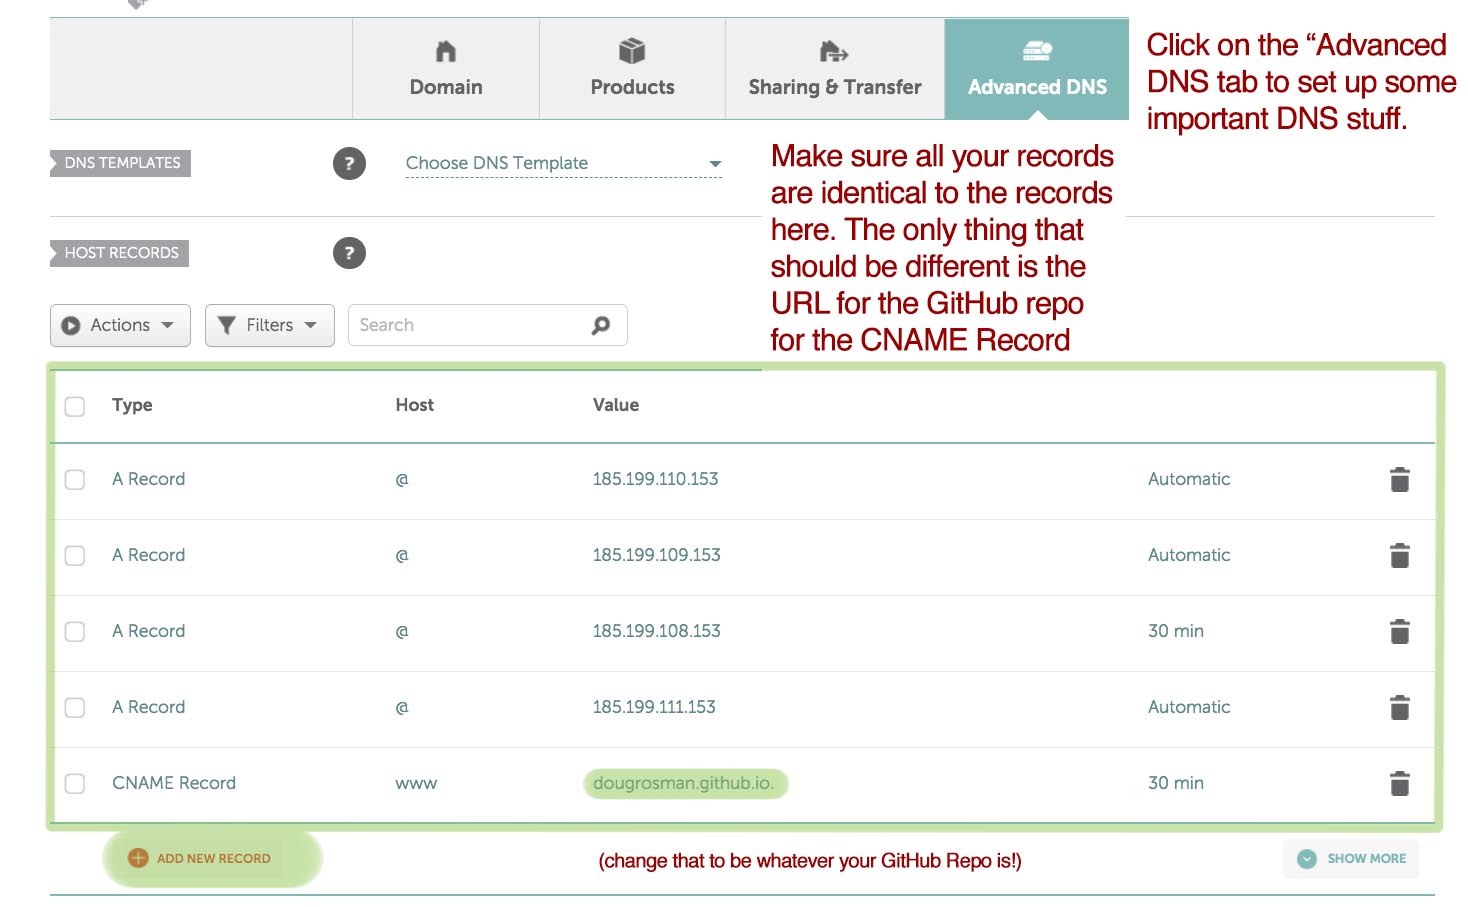 Domain
Products
Sharing & Transfer
Advanced DNS
Click on the “Advanced
DNS tab to set up some
important DNS stuff.
DNS TEMPLATES
?
Choose DNS Template
Make sure all your records
are identical to the records
here. The only thing that
should be different is the
URL for the GitHub repo
for the CNAME Record
HOST RECORDS
?
Actions
Filters
Search
Type Host Value
A Record @ 185.199.110.153 Automatic
A Record @ 185.199.109.153 Automatic
A Record @ 185.199.108.153 30 min
A Record @ 185.199.111.153 Automatic
CNAME Record www dougrosman.github.io. 30 min
ADD NEW RECORD
(change that to be whatever your GitHub Repo is!)
SHOW MORE